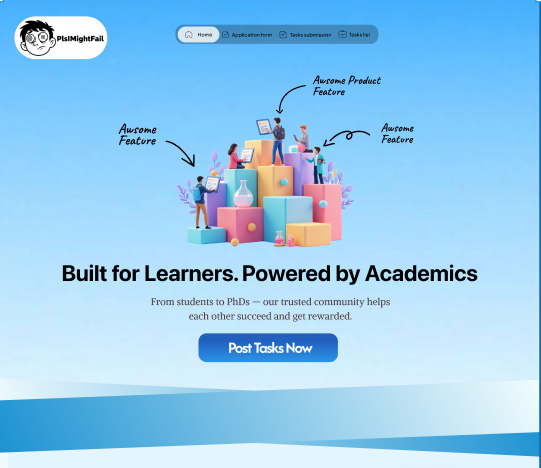 PlsIMightFail
Home
Application form
Tasks submission
Tasks list
Awsome Product
Feature
Awsome
Feature
Awsome
Feature
Built for Learners. Powered by Academics
From students to PhDs — our trusted community helps
each other succeed and get rewarded.
Post Tasks Now